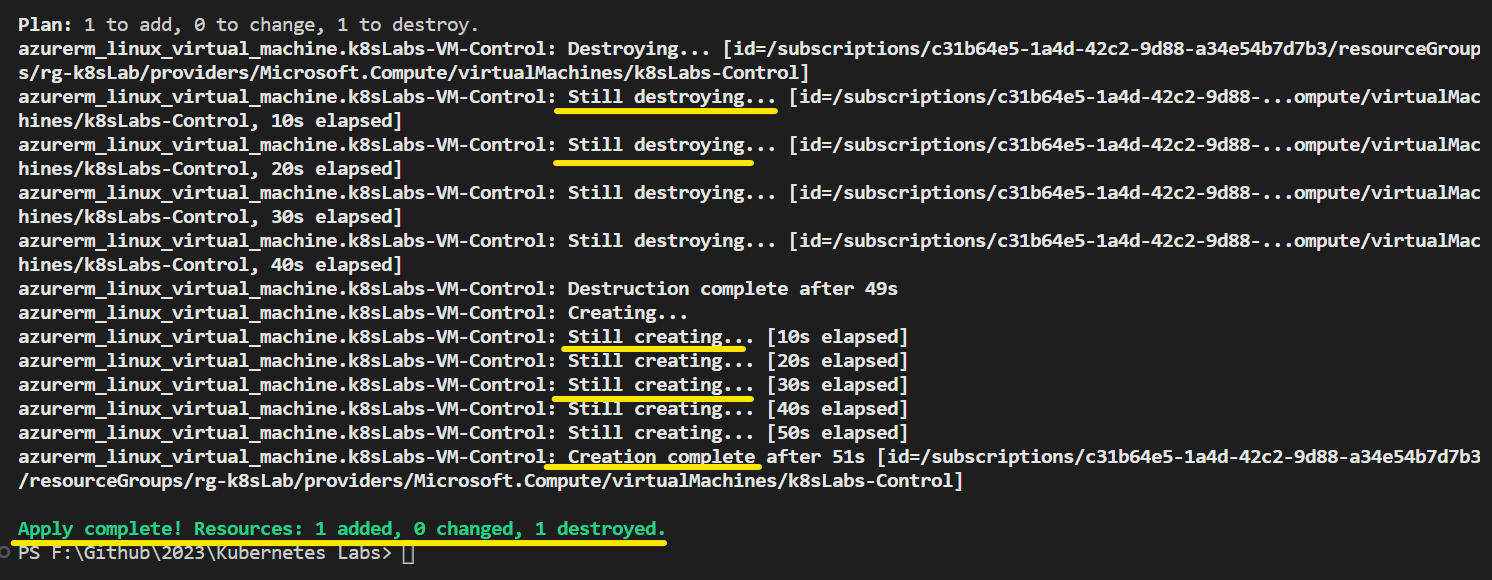 Plan: 1 to add, 0 to change, 1 to destroy.
azurerm_linux_virtual_machine.k8sLabs-VM-Control: Destroying... [id=/subscriptions/c31b64e5-1a4d-42c2-9d88-a34e54b7d7b3/resourceGroup
s/rg-k8sLab/providers/Microsoft.Compute/virtualMachines/k8sLabs-Control]
azurerm_linux_virtual_machine.k8sLabs-VM-Control: Still destroying... [id=/subscriptions/c31b64e5-1a4d-42c2-9d88-...ompute/virtualMac
hines/k8sLabs-Control, 10s elapsed]
azurerm_linux_virtual_machine.k8sLabs-VM-Control: Still destroying... [id=/subscriptions/c31b64e5-1a4d-42c2-9d88-...ompute/virtualMac
hines/k8sLabs-Control, 20s elapsed]
azurerm_linux_virtual_machine.k8sLabs-VM-Control: Still destroying... [id=/subscriptions/c31b64e5-1a4d-42c2-9d88-...ompute/virtualMac
hines/k8sLabs-Control, 30s elapsed]
azurerm_linux_virtual_machine.k8sLabs-VM-Control: Still destroying... [id=/subscriptions/c31b64e5-1a4d-42c2-9d88-...ompute/virtualMac
hines/k8sLabs-Control, 40s elapsed]
azurerm_linux_virtual_machine.k8sLabs-VM-Control: Destruction complete after 49s
azurerm_linux_virtual_machine.k8sLabs-VM-Control: Creating...
azurerm_linux_virtual_machine.k8sLabs-VM-Control: Still creating... [10s elapsed]
azurerm_linux_virtual_machine.k8sLabs-VM-Control: Still creating... [20s elapsed]
azurerm_linux_virtual_machine.k8sLabs-VM-Control: Still creating... [30s elapsed]
azurerm_linux_virtual_machine.k8sLabs-VM-Control: Still creating... [40s elapsed]
azurerm_linux_virtual_machine.k8sLabs-VM-Control: Still creating... [50s elapsed]
azurerm_linux_virtual_machine.k8sLabs-VM-Control: Creation complete after 51s [id=/subscriptions/c31b64e5-1a4d-42c2-9d88-a34e54b7d7b3
/resourceGroups/rg-k8sLab/providers/Microsoft.Compute/virtualMachines/k8sLabs-Control]
Apply complete! Resources: 1 added, 0 changed, 1 destroyed.
PS F:\Github\2023\Kubernetes Labs>